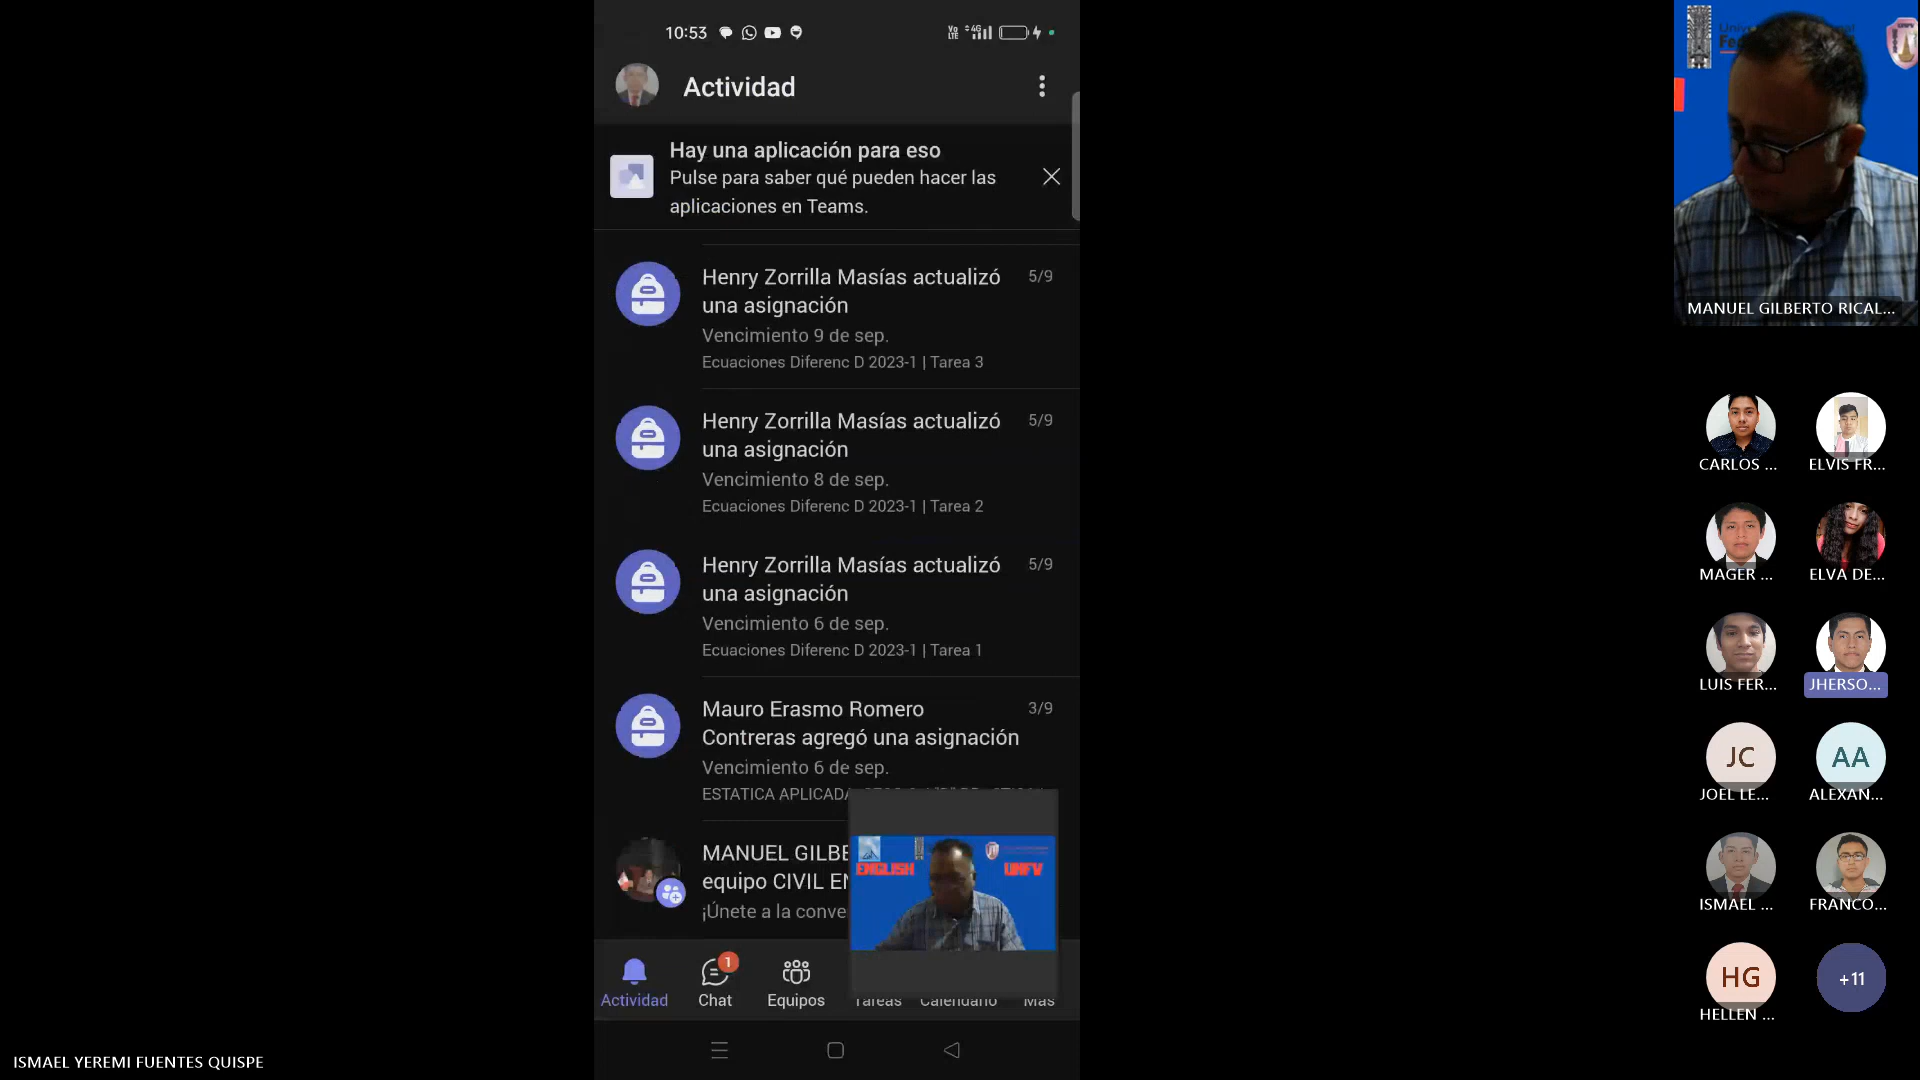 10:53
Vo
LTE
4G
Actividad
Hay una aplicación para eso
Pulse para saber qué pueden hacer las
aplicaciones en Teams.
Henry Zorrilla Masías actualizó
una asignación
5/9
Vencimiento 9 de sep.
Ecuaciones Diferenc D 2023-1 | Tarea 3
Henry Zorrilla Masías actualizó
una asignación
5/9
Vencimiento 8 de sep.
Ecuaciones Diferenc D 2023-1 | Tarea 2
Henry Zorrilla Masías actualizó
una asignación
5/9
Vencimiento 6 de sep.
Ecuaciones Diferenc D 2023-1 | Tarea 1
Mauro Erasmo Romero
Contreras agregó una asignación
3/9
Vencimiento 6 de sep.
ESTATICA APLICADA
MANUEL GILBE
equipo CIVIL EN
¡Únete a la conve
ENGLISH
UNFV
Actividad
1
Chat
Equipos
Tareas
Calendario
Más
ISMAEL YEREMI FUENTES QUISPE
MANUEL GILBERTO RICAL...
CARLOS ...
ELVIS FR...
MAGER ...
ELVA DE...
LUIS FER...
JHERSO...
JC
JOEL LE...
AA
ALEXAN...
ISMAEL ...
FRANCO...
HG
HELLEN ...
+11